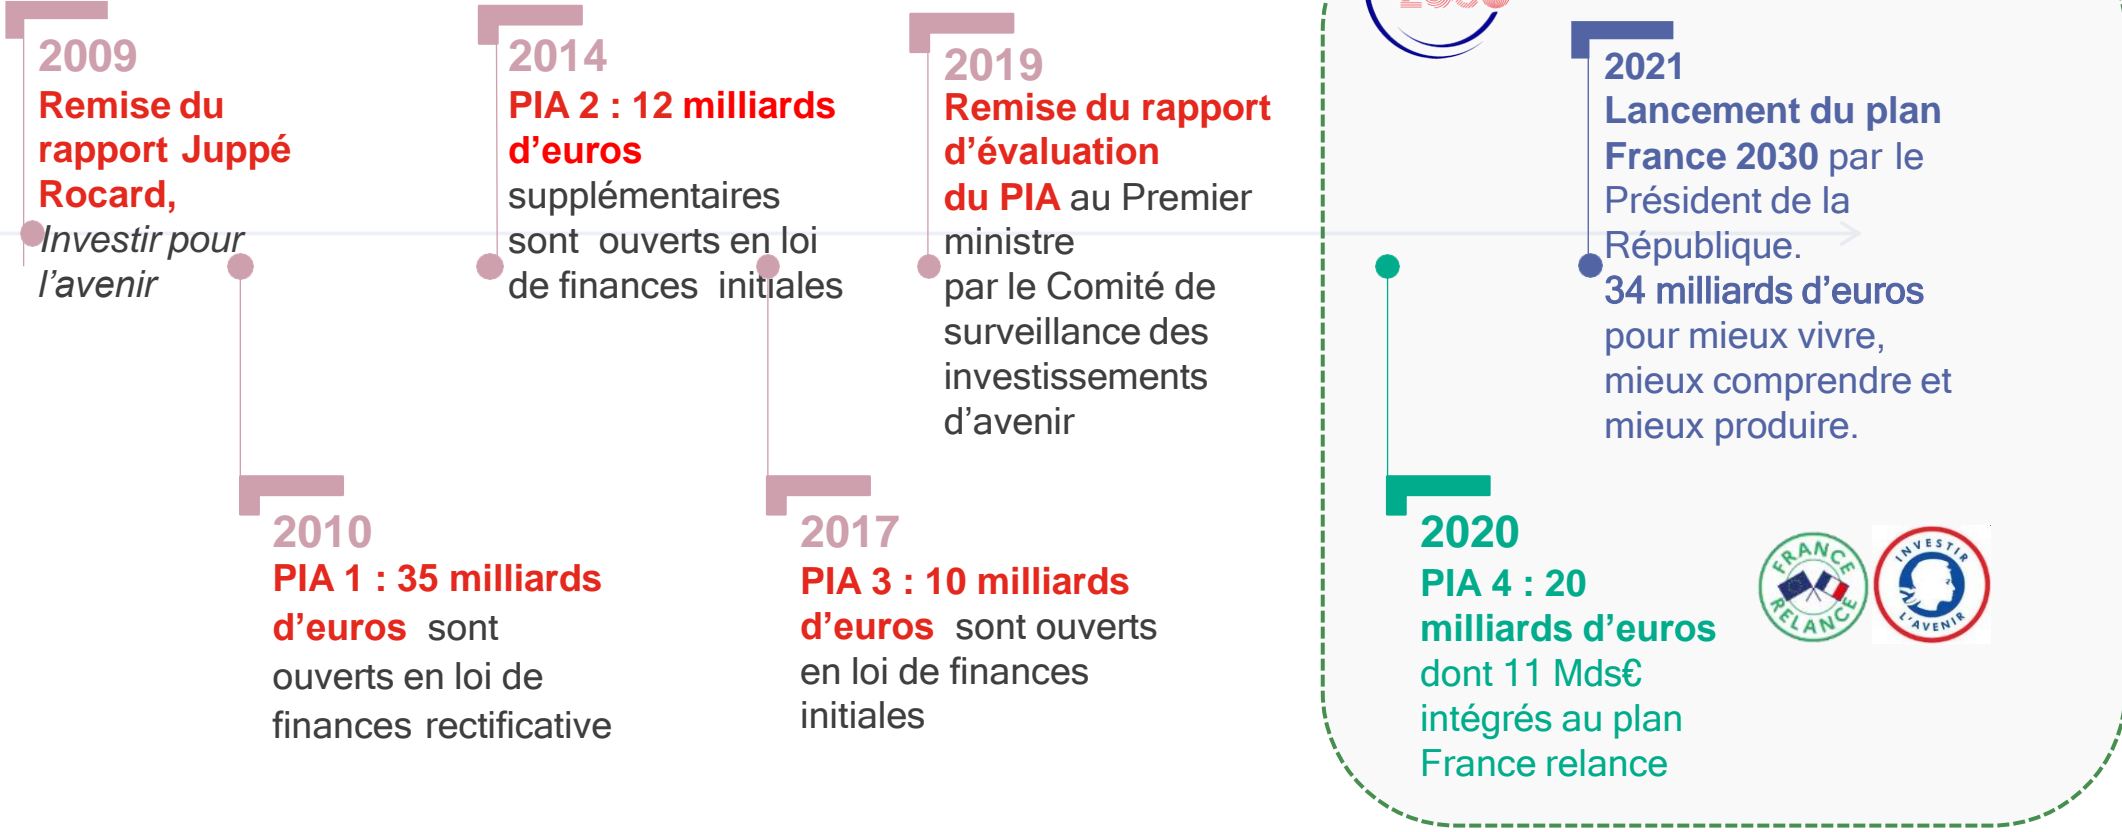 2009
Remise du
rapport Juppé
Rocard,
Investir pour
l’avenir
2010
PIA 1 : 35 milliards
d’euros sont
ouverts en loi de
finances rectificative
2014
PIA 2 : 12 milliards
d’euros
supplémentaires
sont ouverts en loi
de finances initiales
2017
PIA 3 : 10 milliards
d’euros sont ouverts
en loi de finances
initiales
2019
Remise du rapport
d’évaluation
du PIA au Premier
ministre
par le Comité de
surveillance des
investissements
d’avenir
2020
PIA 4 : 20
milliards d’euros
dont 11 Mds€
intégrés au plan
France relance
FRANCE
RELANCE
INVESTIR
L’AVENIR
2021
Lancement du plan
France 2030 par le
Président de la
République.
34 milliards d’euros
pour mieux vivre,
mieux comprendre et
mieux produire.